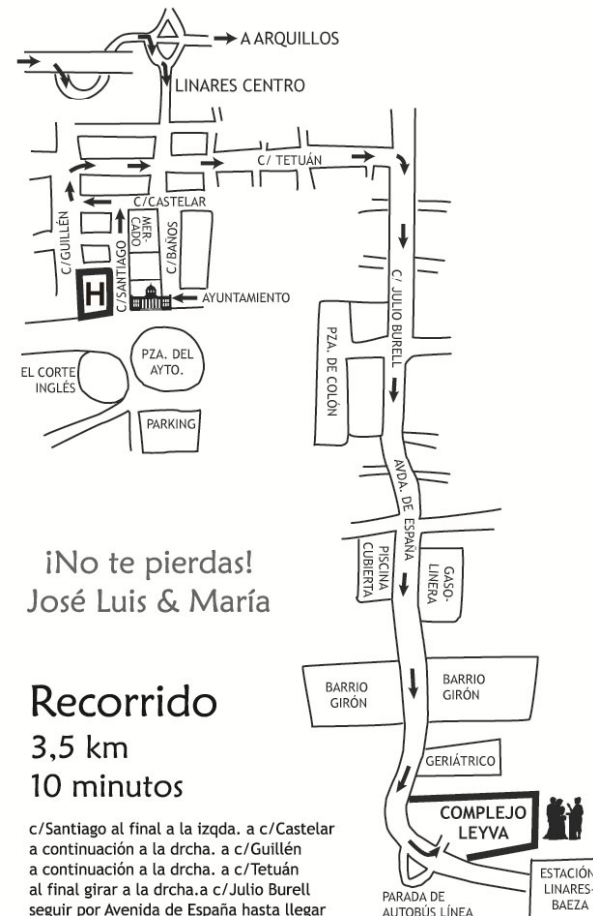 A ARQUILLOS
LINARES CENTRO
C/ TETUÁN
C/CASTELAR
C/GUILLÉN
C/SANTIAGO
MER-
CADO
C/BAÑOS
H
AYUNTAMIENTO
C/ JULIO BURELL
PZA. DEL
AYTO.
EL CORTE
INGLÉS
PARKING
PZA. DE COLÓN
AVDA. DE ESPAÑA
PISCINA
CUBIERTA
GASO-
LINERA
¡No te pierdas!
José Luis & María
BARRIO
GIRÓN
BARRIO
GIRÓN
GERIÁTRICO
COMPLEJO
LEYVA
ESTACIÓN
LINARES-
BAEZA
PARADA DE
AUTOBÚS LÍNEA
Recorrido
3,5 km
10 minutos
c/Santiago al final a la izqda. a c/Castelar
a continuación a la drcha. a c/Guillén
a continuación a la drcha. a c/Tetuán
al final girar a la drcha.a c/Julio Burell
seguir por Avenida de España hasta llegar